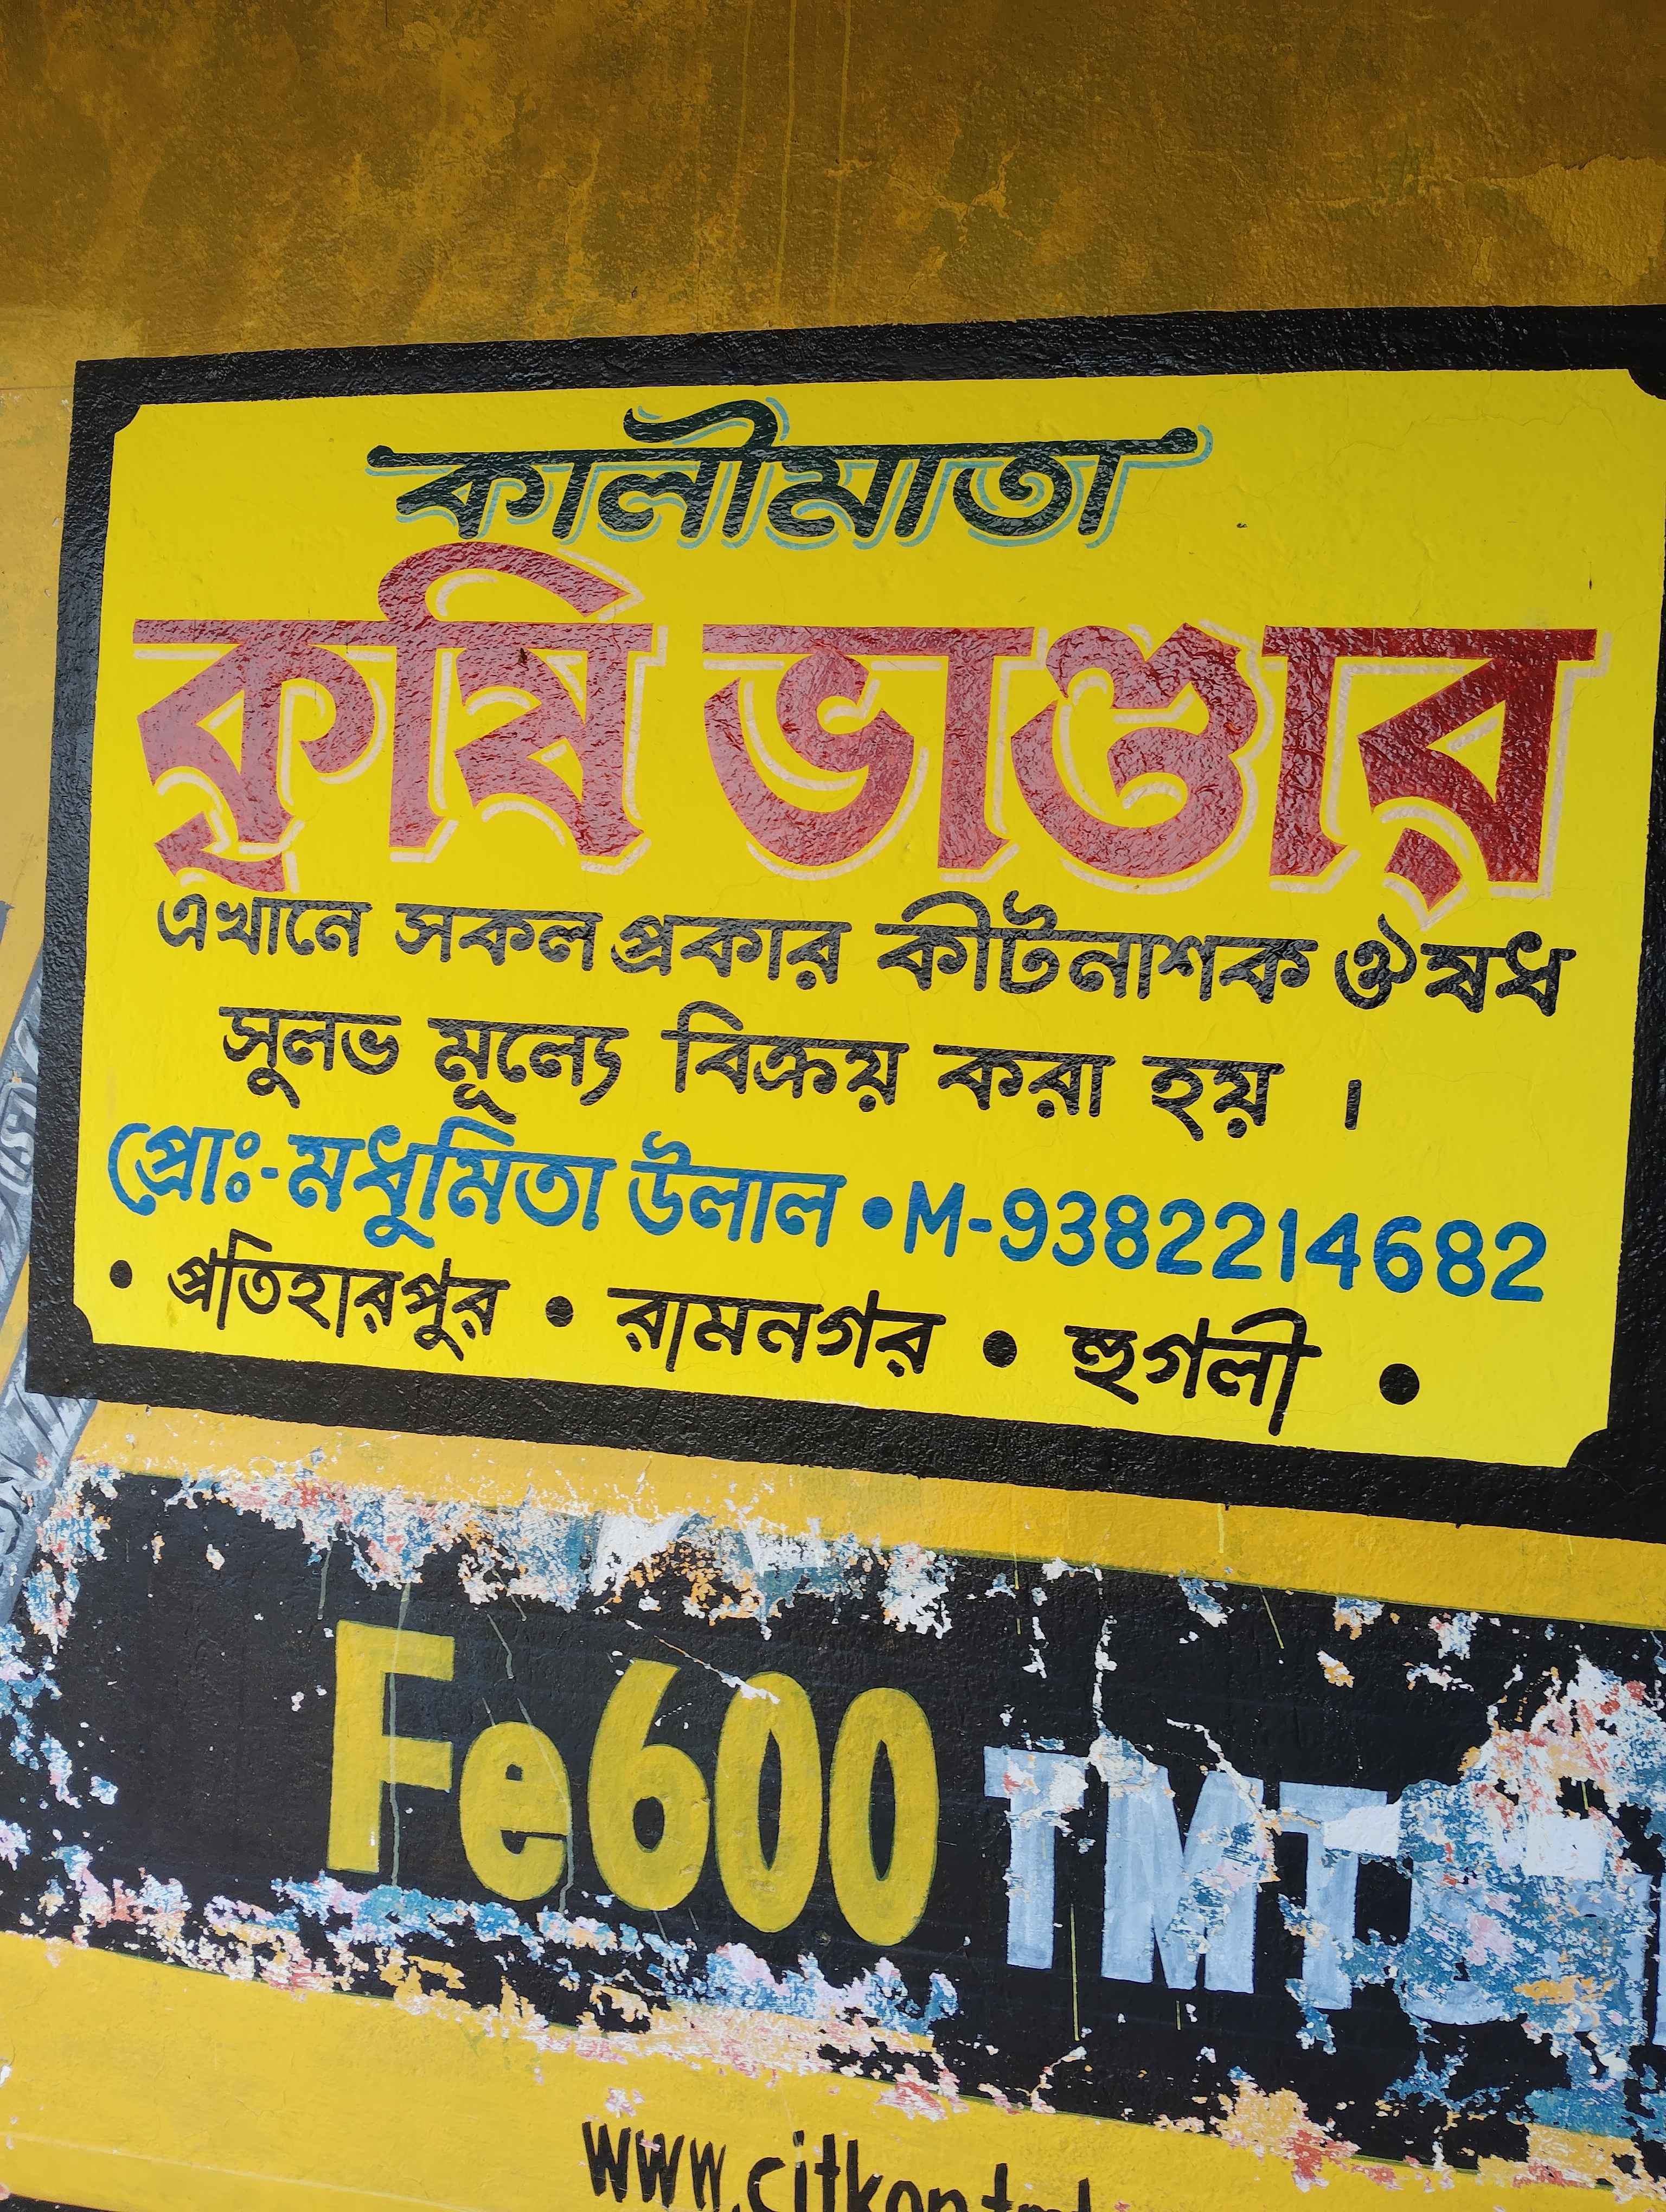 কালীমাতা
কৃষি ভাণ্ডার
এখানে সকল প্রকার কীটনাশক ঔষধ
সুলভ মূল্যে বিক্রয় করা হয় ।
প্রোঃ-মধুমিতা উলাল • M-9382214682
• প্রতিহারপুর • রামনগর • হুগলী •
Fe600 TMT